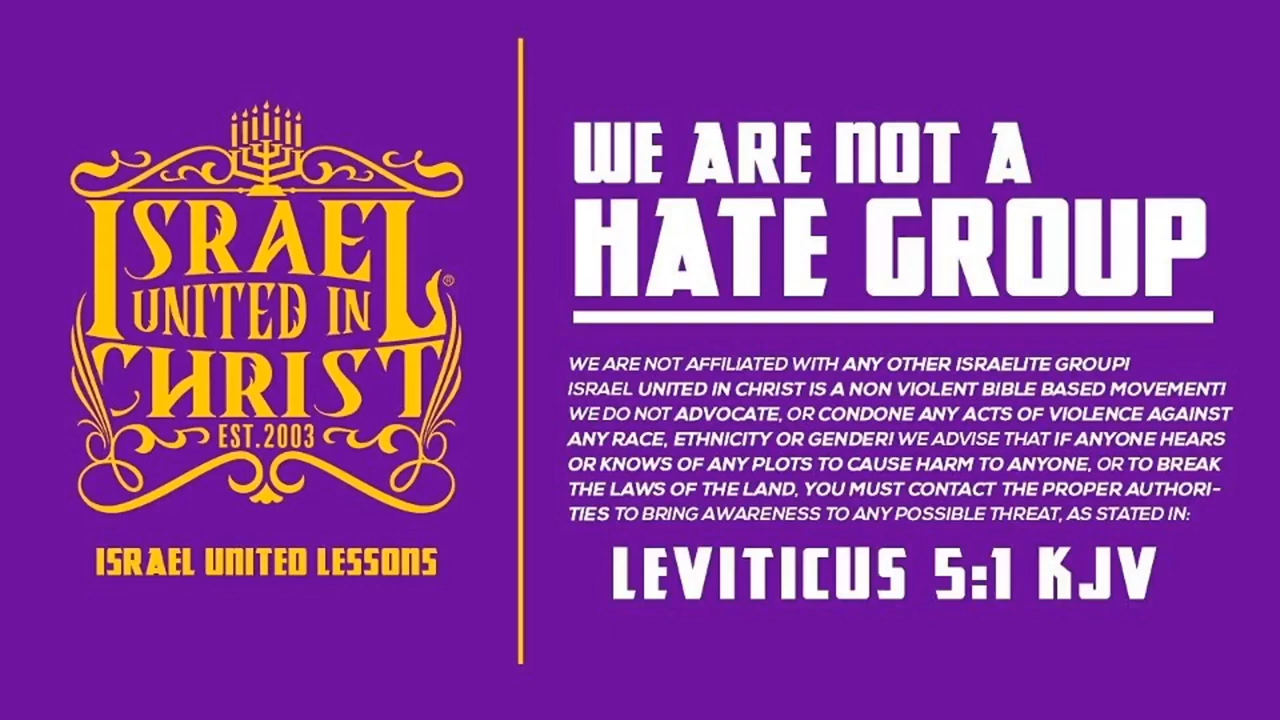 ISRAEL
UNITED IN
CHRIST
EST. 2003
ISRAEL UNITED LESSONS
WE ARE NOT A
HATE GROUP
WE ARE NOT AFFILIATED WITH ANY OTHER ISRAELITE GROUP!
ISRAEL UNITED IN CHRIST IS A NON VIOLENT BIBLE BASED MOVEMENT!
WE DO NOT ADVOCATE, OR CONDONE ANY ACTS OF VIOLENCE AGAINST
ANY RACE, ETHNICITY OR GENDER! WE ADVISE THAT IF ANYONE HEARS
OR KNOWS OF ANY PLOTS TO CAUSE HARM TO ANYONE, OR TO BREAK
THE LAWS OF THE LAND, YOU MUST CONTACT THE PROPER AUTHORI-
TIES TO BRING AWARENESS TO ANY POSSIBLE THREAT, AS STATED IN:
LEVITICUS 5:1 KJV